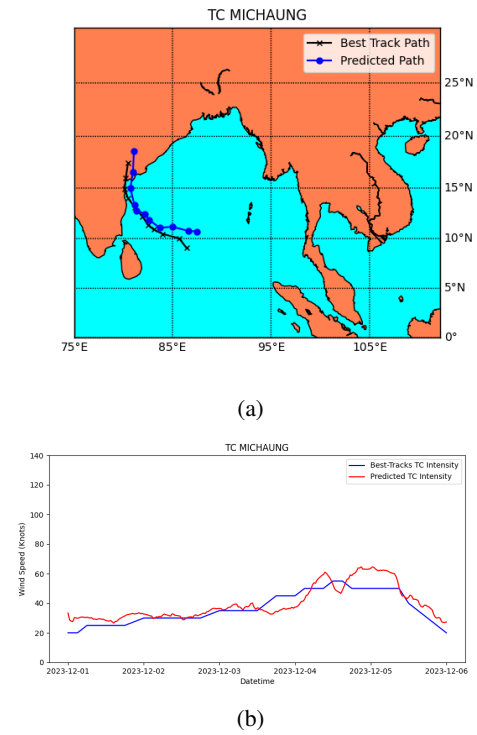 TC MICHAUNG
Best Track Path
Predicted Path
25°N
20°N
15°N
10°N
5°N
0°
75°E 85°E 95°E 105°E
(a)
TC MICHAUNG
Best-Tracks TC Intensity
Predicted TC Intensity
Wind Speed (Knots)
140
120
100
80
60
40
20
0
2023-12-01 2023-12-02 2023-12-03 2023-12-04 2023-12-05 2023-12-06
Datetime
(b)